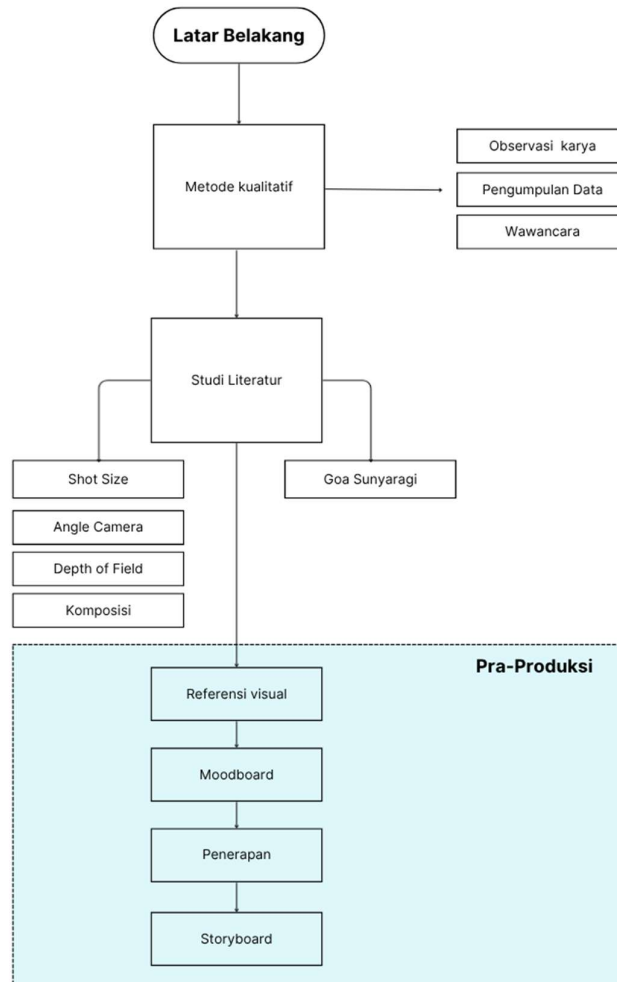 Latar Belakang
Metode kualitatif
Observasi karya
Pengumpulan Data
Wawancara
Studi Literatur
Shot Size
Angle Camera
Depth of Field
Komposisi
Goa Sunyaragi
Pra-Produksi
Referensi visual
Moodboard
Penerapan
Storyboard